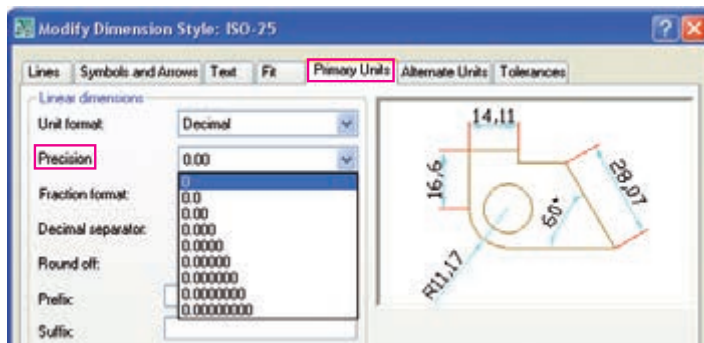 Modify Dimension Style: ISO-25
Lines Symbols and Arrows Text Fit Primary Units Alternate Units Tolerances
Linear dimensions
Unit format: Decimal
Precision 0.00
0
0.0
0.00
0.000
0.0000
0.00000
0.000000
0.0000000
0.00000000
Fraction format:
Decimal separator:
Round off:
Prefix:
Suffix:
14,11
16,6
28,07
60°
R11,17